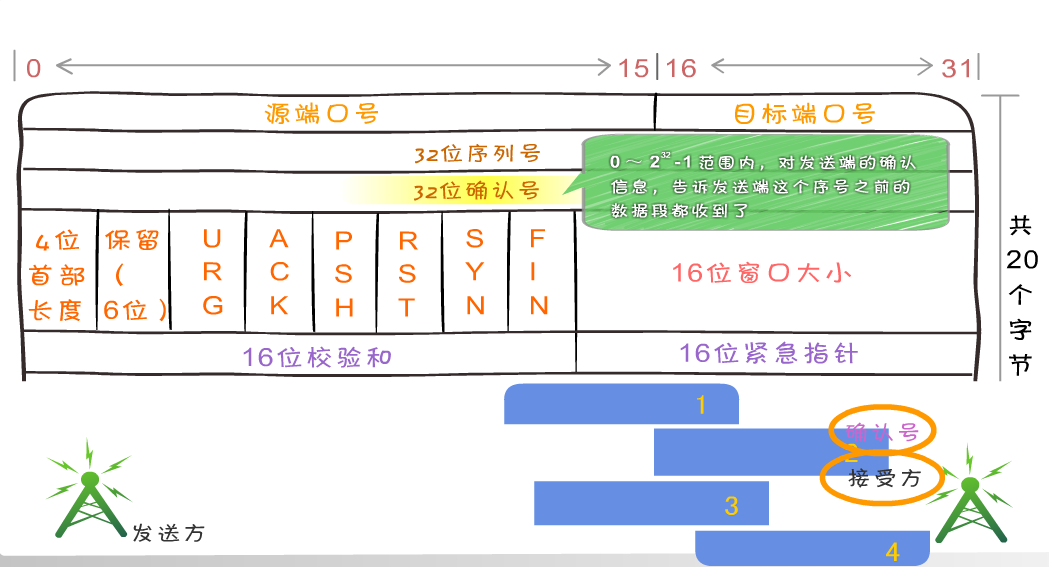 0 15 16 31
源端口号 目标端口号
32位序列号
32位确认号
0～2³²-1范围内，对发送端的确认
信息，告诉发送端这个序号之前的
数据段都收到了
4位
首部
长度
保留
（
6位）
URG
ACK
PSH
RST
SYN
FIN
16位窗口大小
16位校验和 16位紧急指针
共
20
个
字
节
1
确认号
2
接受方
3
发送方
4